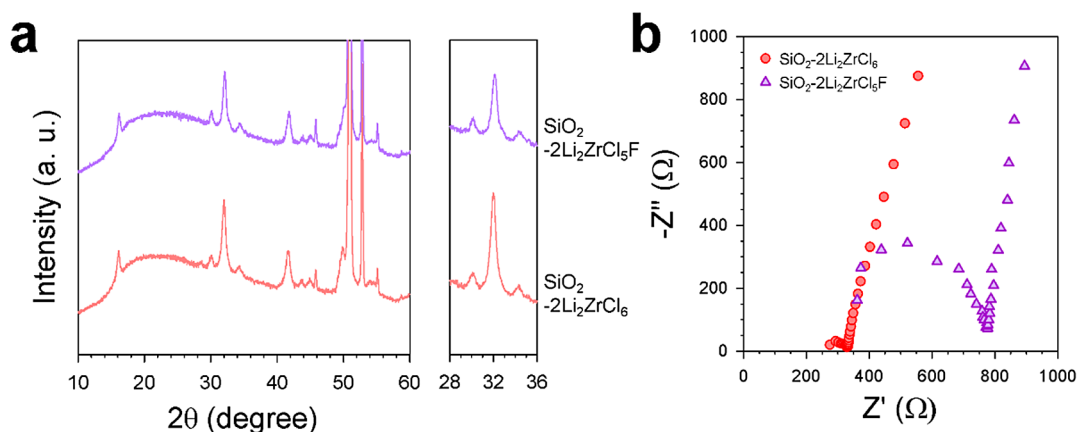 a
Intensity (a. u.)
SiO₂
-2Li₂ZrCl₅F
SiO₂
-2Li₂ZrCl₆
10 20 30 40 50 60
28 32 36
2θ (degree)
b
-Z'' (Ω)
1000
800
600
400
200
0
SiO₂-2Li₂ZrCl₆
SiO₂-2Li₂ZrCl₅F
0 200 400 600 800 1000
Z' (Ω)